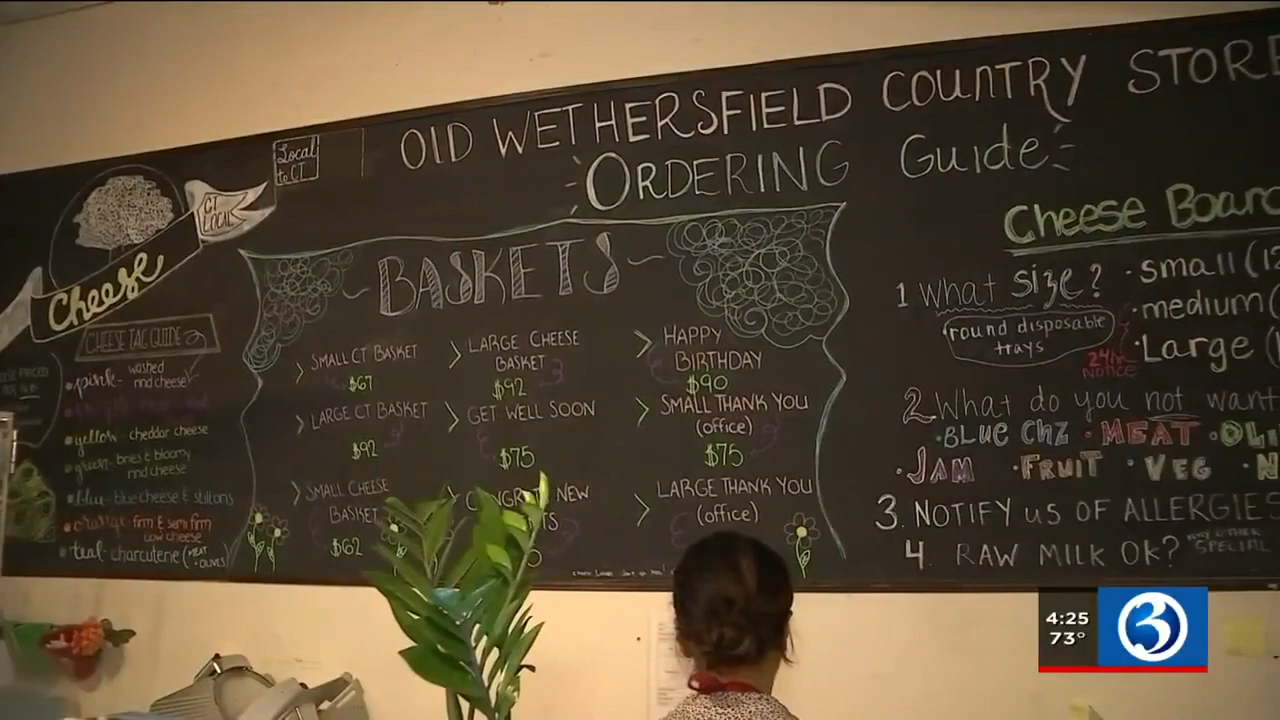 OLD WETHERSFIELD COUNTRY STORE
ORDERING Guide
Local
to CT
CT
LOCAL
Cheese
CHEESE TAG GUIDE
pink - washed
rind cheese
yellow - cheddar cheese
green - bries & bloomy
rind cheese
blue - blue cheese & stiltons
orange - firm & semi firm
cow cheese
teal - charcuterie (MEAT
OLIVES)
BASKETS
SMALL CT BASKET
$67
LARGE CT BASKET
$92
SMALL CHEESE
BASKET
$62
LARGE CHEESE
BASKET
$92
GET WELL SOON
$75
NEW
HAPPY
BIRTHDAY
$90
SMALL THANK YOU
(office)
$75
LARGE THANK YOU
(office)
Cheese Boar
1 What size?
round disposable
trays
24hr
Notice
small (1
medium (
Large (
2. What do you not want
BLUE CHZ · MEAT · OL
· JAM · FRUIT · VEG · N
3. NOTIFY us OF ALLERGIES
4. RAW MILK OK?
SPECIAL
4:25
73°
3